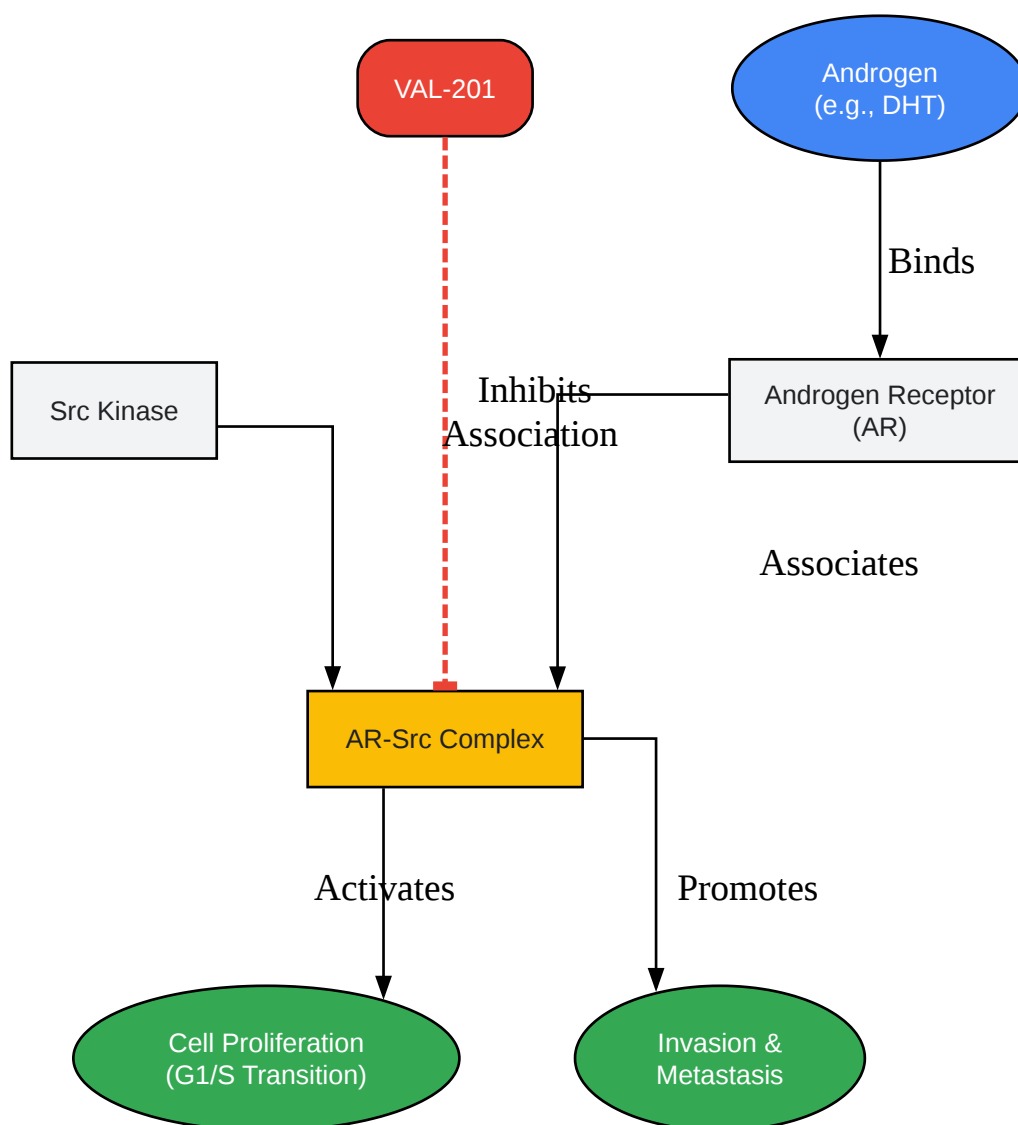 VAL-201
Androgen
(e.g., DHT)
Binds
Src Kinase
Inhibits
Association
Androgen Receptor
(AR)
Associates
AR-Src Complex
Activates
Promotes
Cell Proliferation
(G1/S Transition)
Invasion &
Metastasis